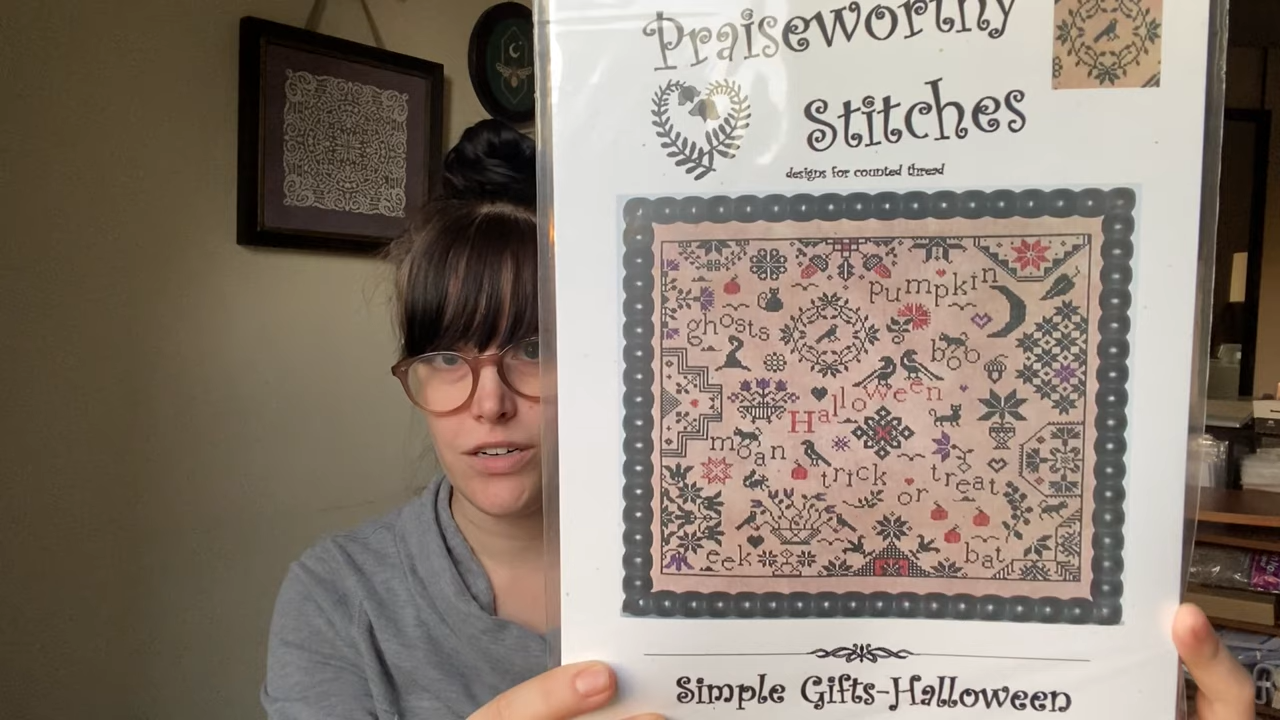 Praiseworthy
Stitches
designs for counted thread
pumpkin
ghosts
boo
Halloween
moan
trick
or
treat
eek
bat
Simple Gifts-Halloween